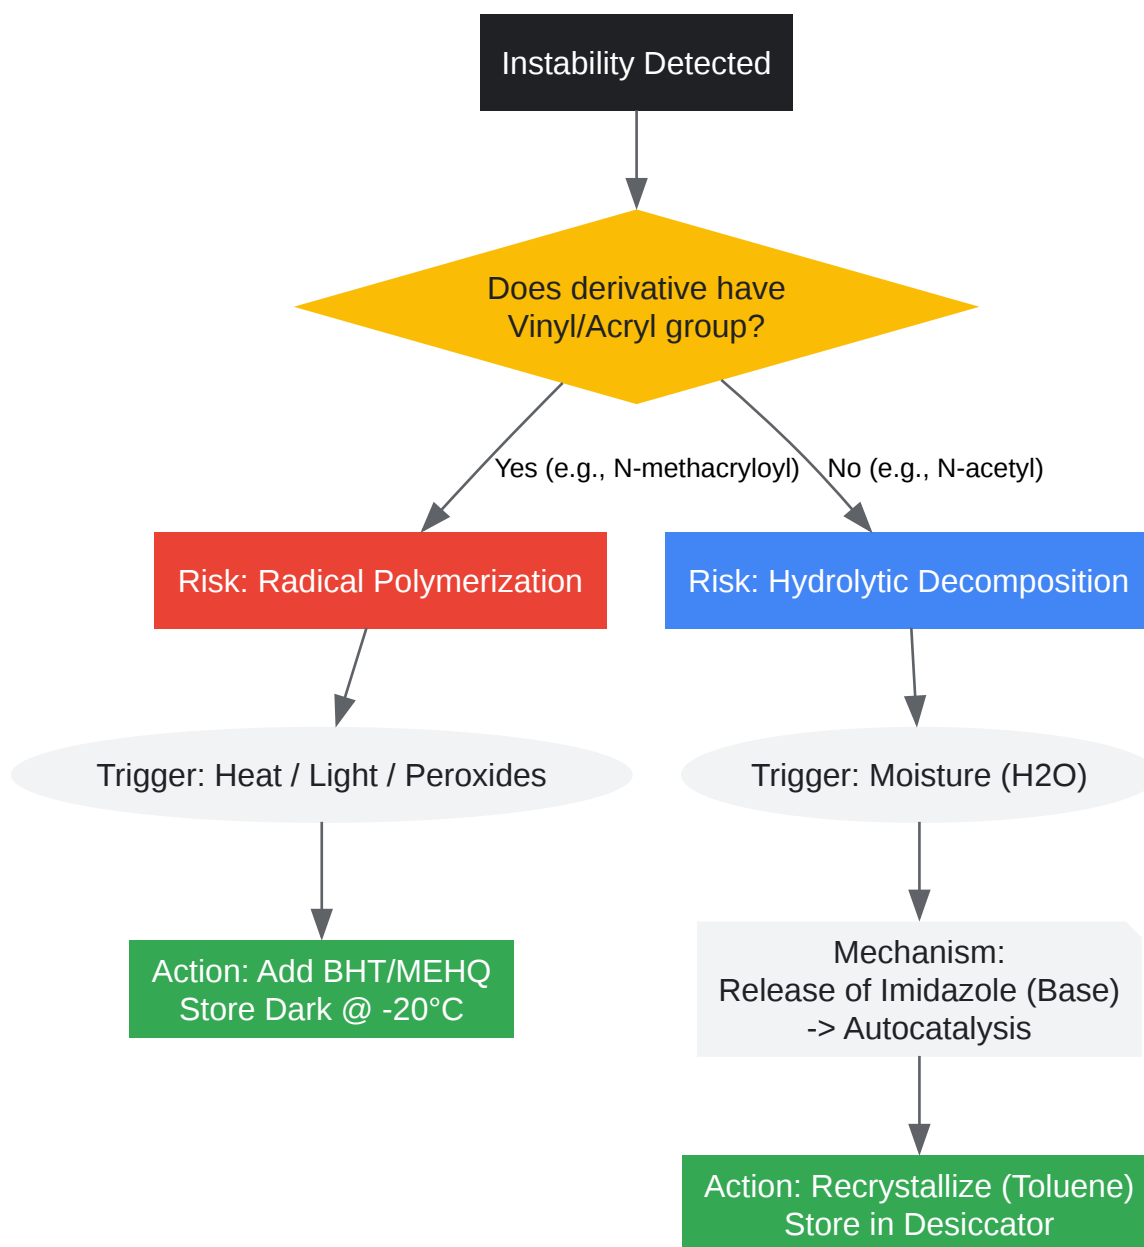 Instability Detected
Does derivative have
Vinyl/Acryl group?
Yes (e.g., N-methacryloyl)
No (e.g., N-acetyl)
Risk: Radical Polymerization
Risk: Hydrolytic Decomposition
Trigger: Heat / Light / Peroxides
Trigger: Moisture (H2O)
Action: Add BHT/MEHQ
Store Dark @ -20°C
Mechanism:
Release of Imidazole (Base)
-> Autocatalysis
Action: Recrystallize (Toluene)
Store in Desiccator